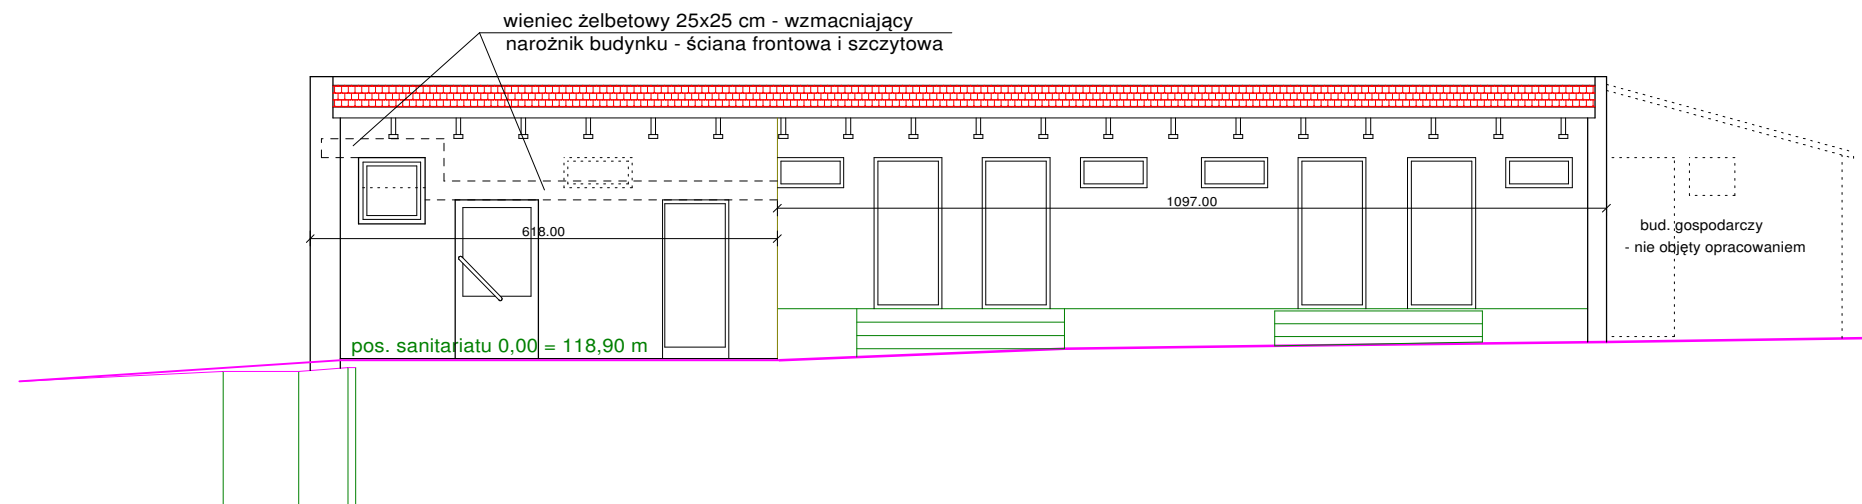 wieniec żelbetowy 25x25 cm - wzmacniający
narożnik budynku - ściana frontowa i szczytowa
1097.00
618.00
bud. gospodarczy
- nie objęty opracowaniem
pos. sanitariatu 0,00 = 118,90 m